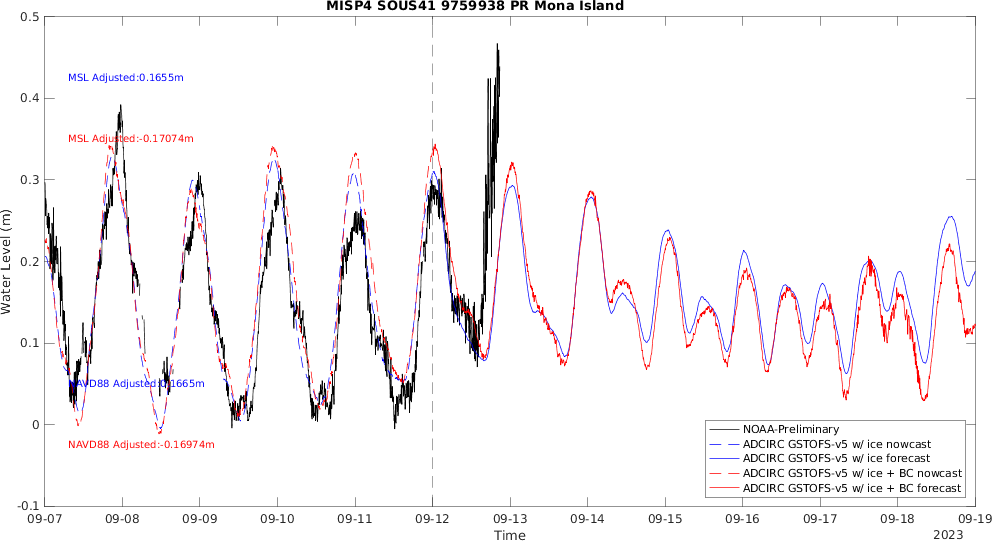 MISP4 SOUS41 9759938 PR Mona Island
0.5
MSL Adjusted:0.1655m
0.4
MSL Adjusted:-0.17074m
0.3
Water Level (m)
0.2
0.1
NAVD88 Adjusted:0.1665m
0
NAVD88 Adjusted:-0.16974m
NOAA-Preliminary
ADCIRC GSTOFS-v5 w/ ice nowcast
ADCIRC GSTOFS-v5 w/ ice forecast
ADCIRC GSTOFS-v5 w/ ice + BC nowcast
ADCIRC GSTOFS-v5 w/ ice + BC forecast
-0.1
09-07 09-08 09-09 09-10 09-11 09-12 09-13 09-14 09-15 09-16 09-17 09-18 09-19
Time
2023